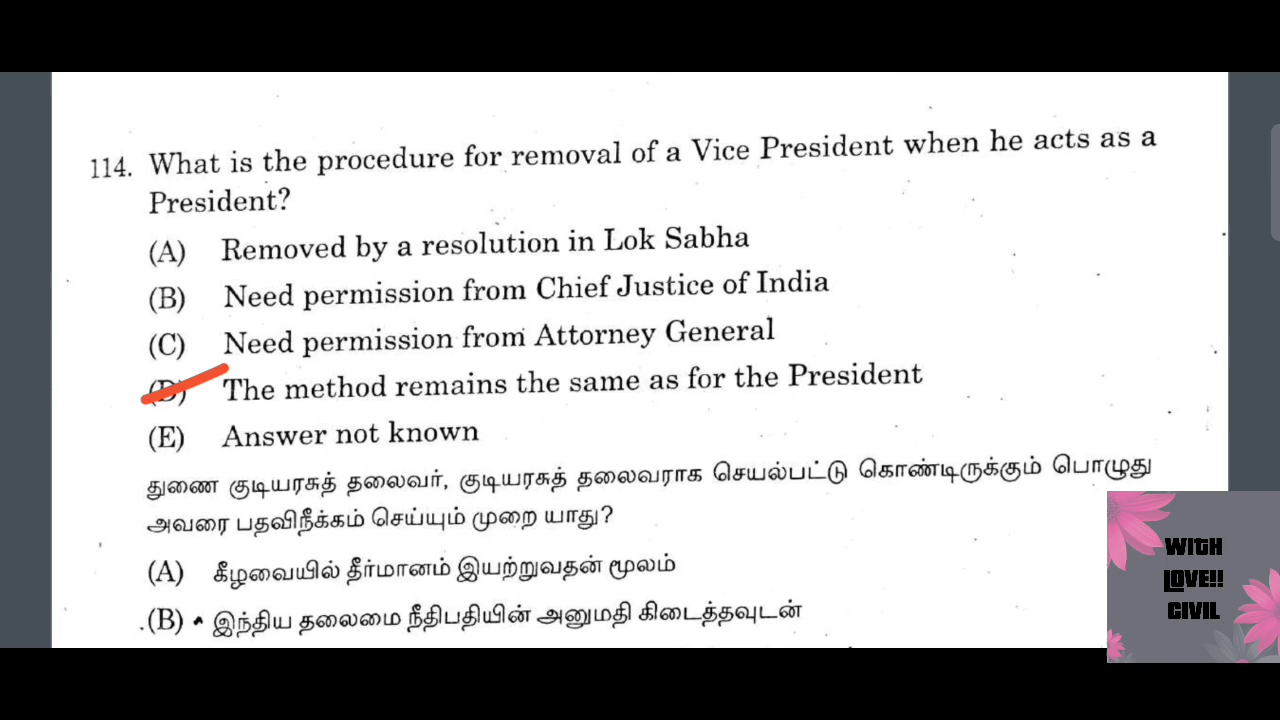 114. What is the procedure for removal of a Vice President when he acts as a
President?
(A) Removed by a resolution in Lok Sabha
(B) Need permission from Chief Justice of India
(C) Need permission from Attorney General
(D) The method remains the same as for the President
(E) Answer not known
துணை குடியரசுத் தலைவர், குடியரசுத் தலைவராக செயல்பட்டு கொண்டிருக்கும் பொழுது
அவரை பதவிநீக்கம் செய்யும் முறை யாது?
(A) கீழவையில் தீர்மானம் இயற்றுவதன் மூலம்
(B) இந்திய தலைமை நீதிபதியின் அனுமதி கிடைத்தவுடன்
WITH
LOVE!!
CIVIL